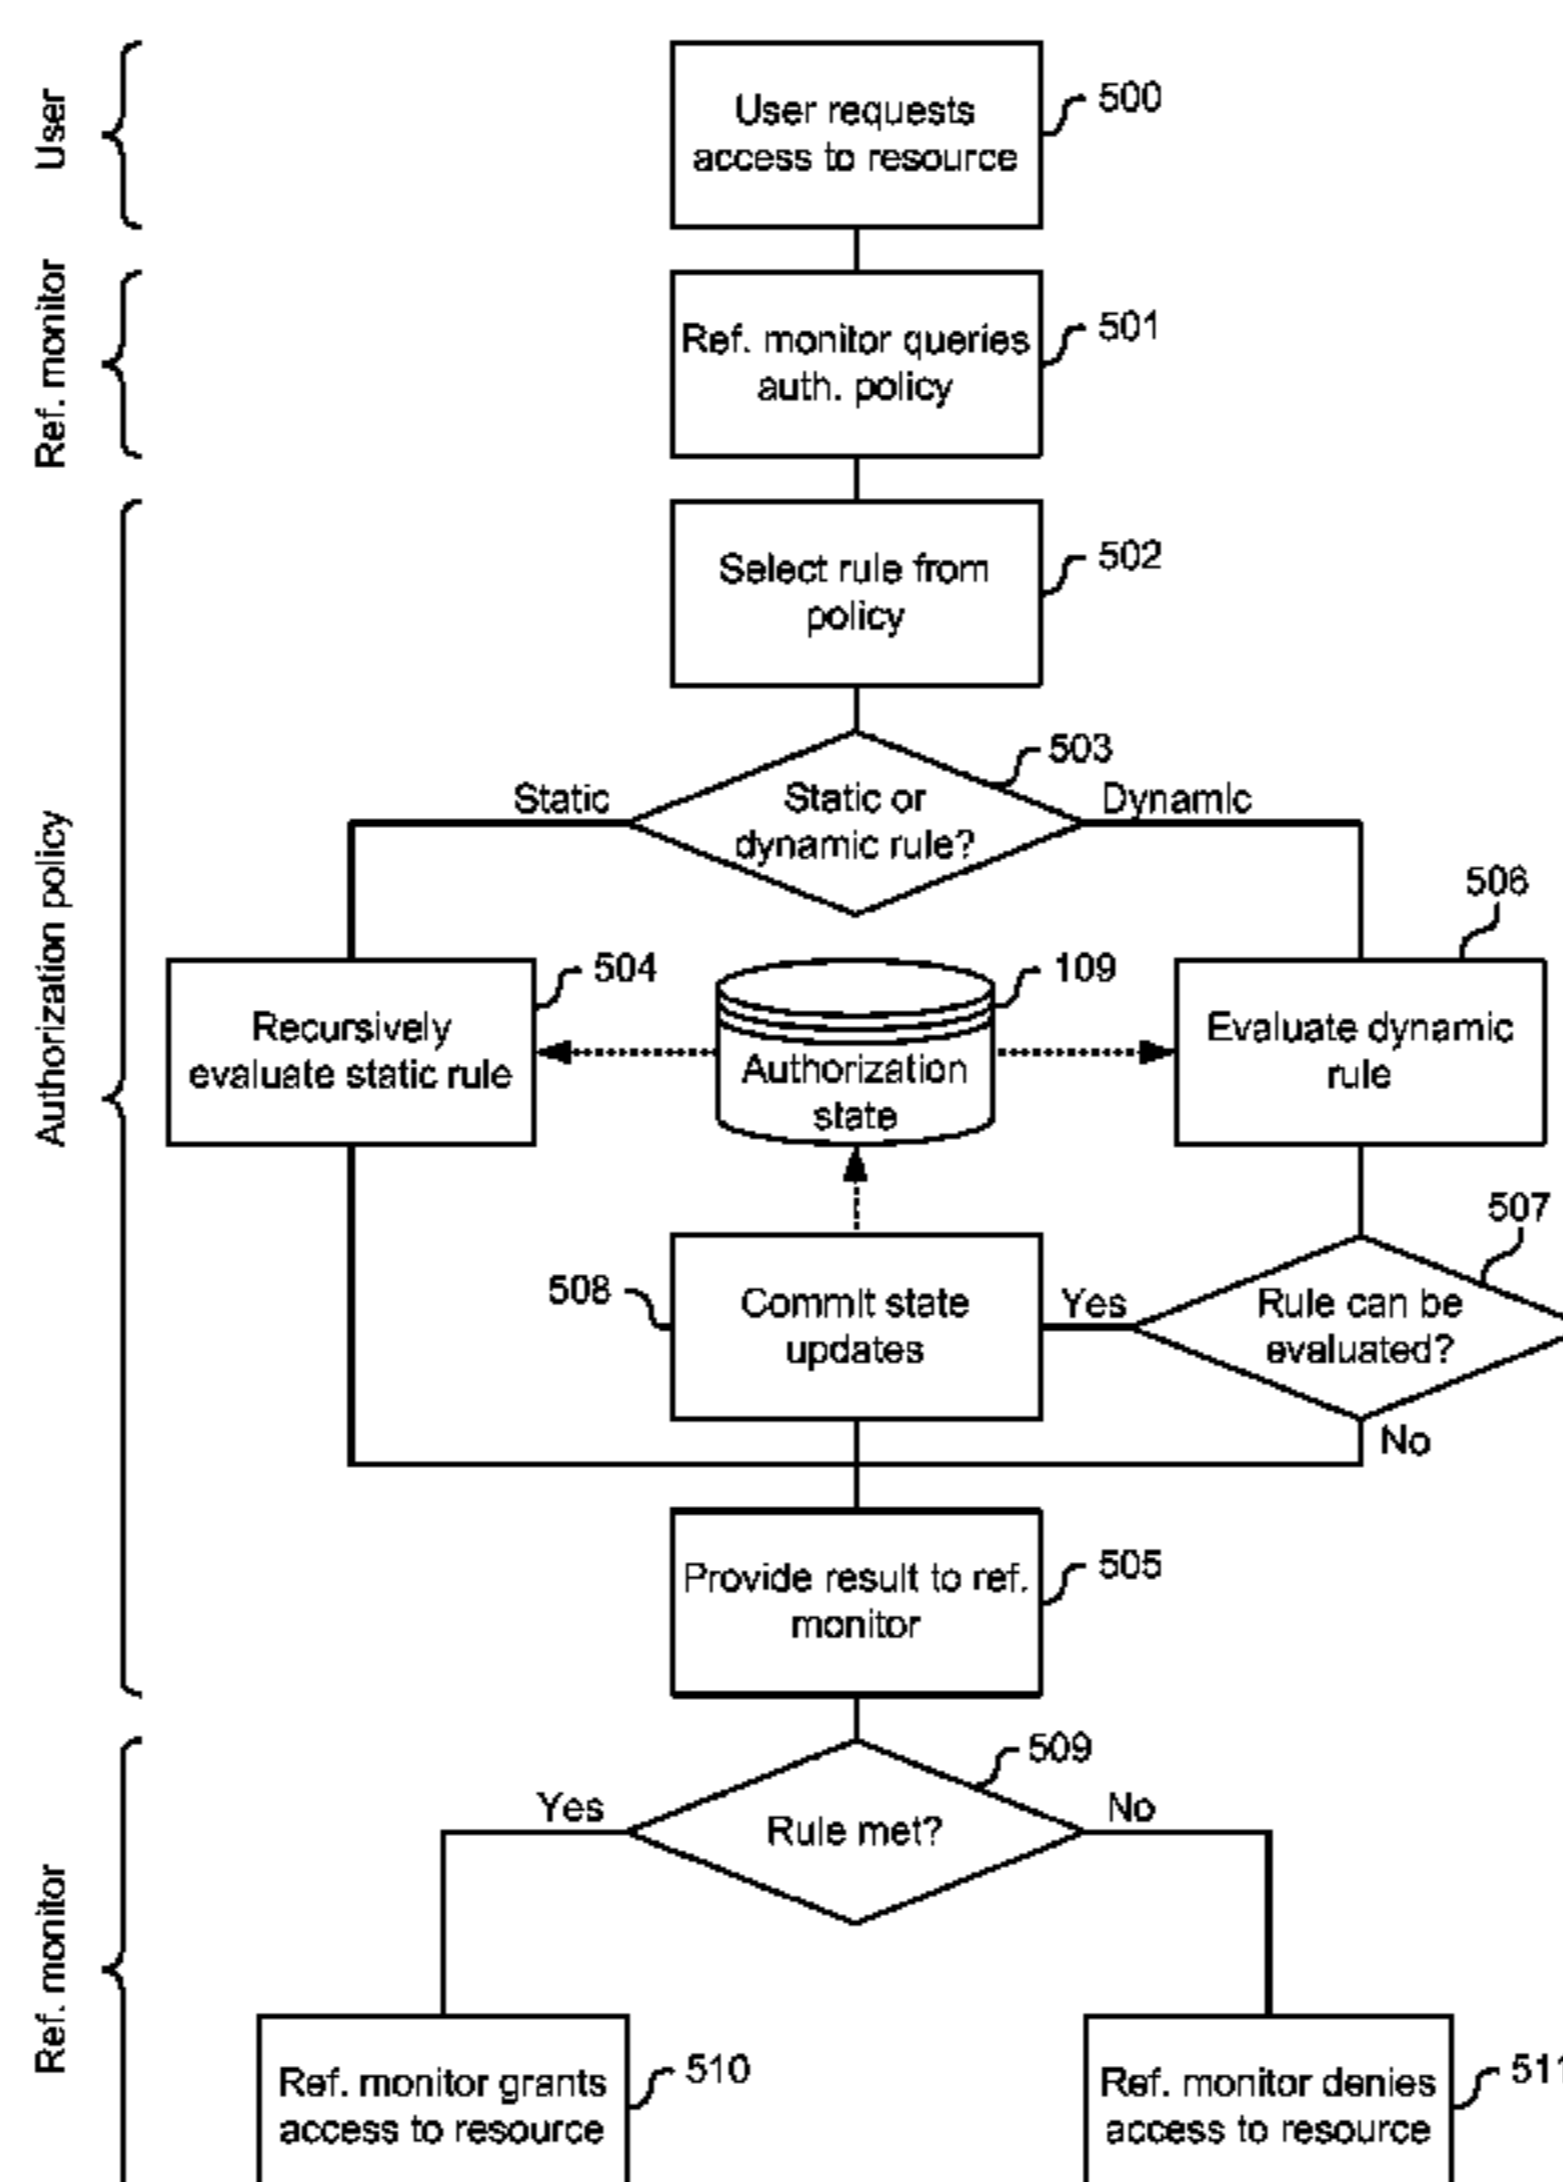 User
User requests
access to resource
500
Ref. monitor
Ref. monitor queries
auth. policy
501
Authorization policy
Select rule from
policy
502
503
Static
Static or
dynamic rule?
Dynamic
506
504
109
Recursively
evaluate static rule
Authorization
state
Evaluate dynamic
rule
507
508
Commit state
updates
Yes
Rule can be
evaluated?
No
Provide result to ref.
monitor
505
Ref. monitor
509
Yes
Rule met?
No
Ref. monitor grants
access to resource
510
Ref. monitor denies
access to resource
511